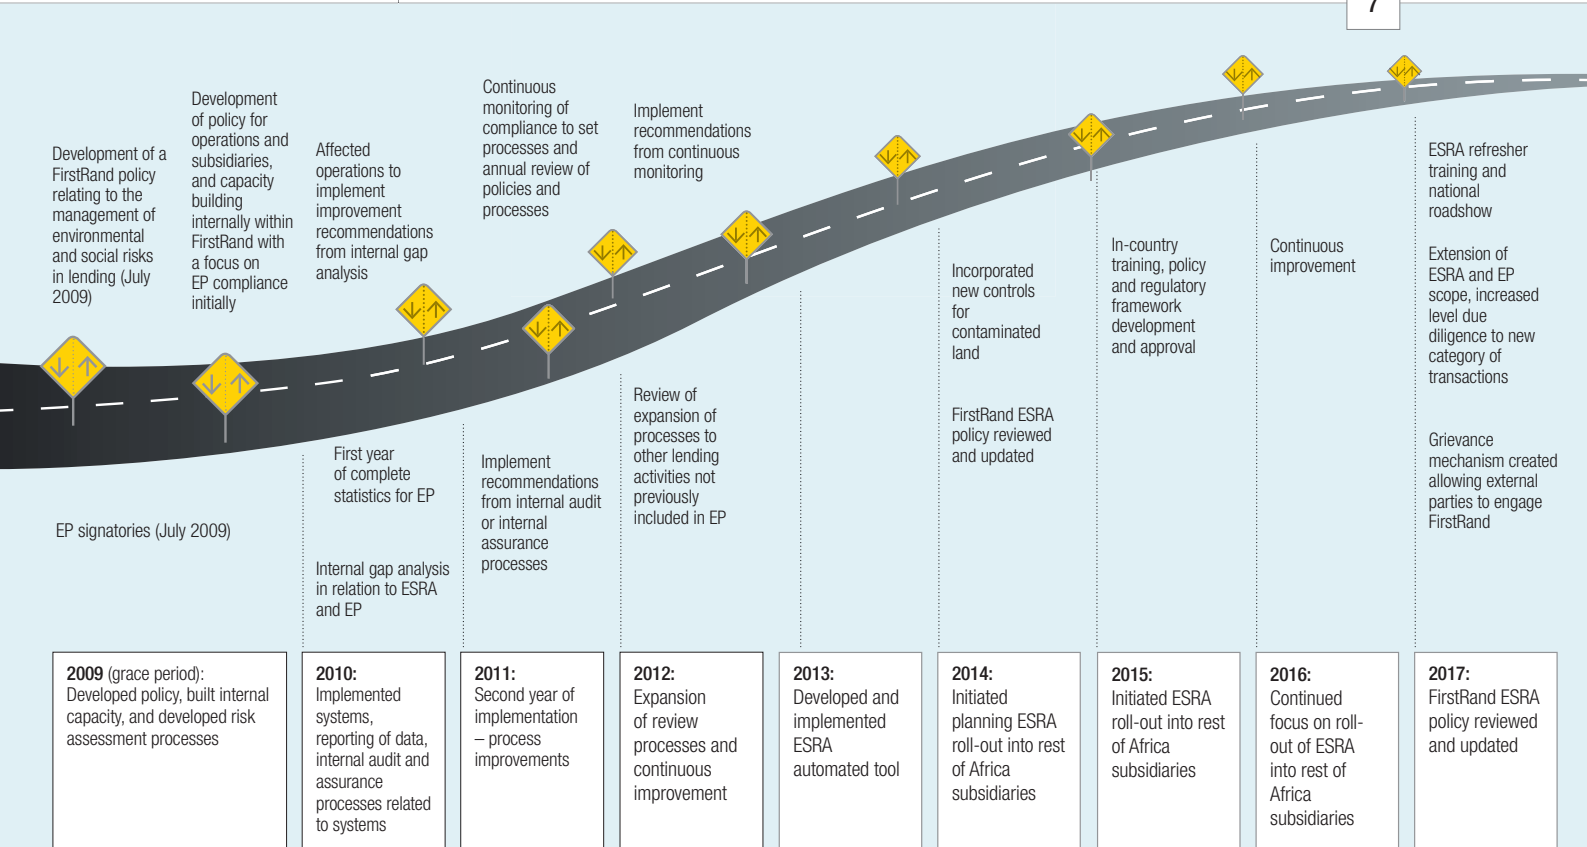 7
Development of a
FirstRand policy
relating to the
management of
environmental
and social risks
in lending (July
2009)
Development
of policy for
operations and
subsidiaries,
and capacity
building
internally within
FirstRand with
a focus on
EP compliance
initially
Affected
operations to
implement
improvement
recommendations
from internal gap
analysis
Continuous
monitoring of
compliance to set
processes and
annual review of
policies and
processes
Implement
recommendations
from continuous
monitoring
EP signatories (July 2009)
First year
of complete
statistics for EP
Internal gap analysis
in relation to ESRA
and EP
Implement
recommendations
from internal audit
or internal
assurance
processes
Review of
expansion of
processes to
other lending
activities not
previously
included in EP
Incorporated
new controls
for
contaminated
land
FirstRand ESRA
policy reviewed
and updated
In-country
training, policy
and regulatory
framework
development
and approval
Continuous
improvement
ESRA refresher
training and
national
roadshow
Extension of
ESRA and EP
scope, increased
level due
diligence to new
category of
transactions
Grievance
mechanism created
allowing external
parties to engage
FirstRand
2009 (grace period):
Developed policy, built internal
capacity, and developed risk
assessment processes
2010:
Implemented
systems,
reporting of data,
internal audit and
assurance
processes related
to systems
2011:
Second year of
implementation
– process
improvements
2012:
Expansion
of review
processes and
continuous
improvement
2013:
Developed and
implemented
ESRA
automated tool
2014:
Initiated
planning ESRA
roll-out into rest
of Africa
subsidiaries
2015:
Initiated ESRA
roll-out into rest
of Africa
subsidiaries
2016:
Continued
focus on roll-
out of ESRA
into rest of
Africa
subsidiaries
2017:
FirstRand ESRA
policy reviewed
and updated